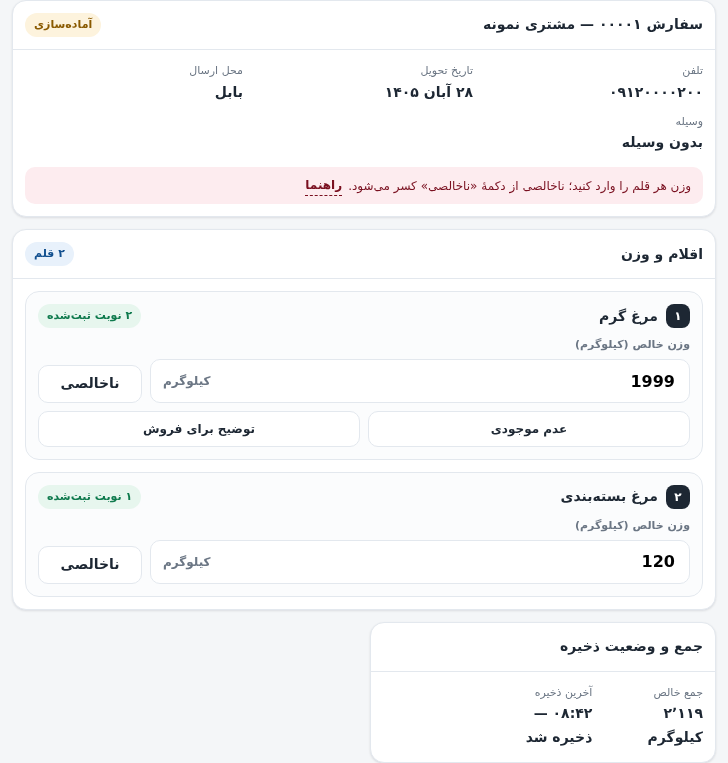 سفارش ۰۰۰۰۱ — مشتری نمونه
آماده‌سازی
تلفن
تاریخ تحویل
محل ارسال
۰۹۱۲۰۰۰۰۲۰۰
۲۸ آبان ۱۴۰۵
بابل
وسیله
بدون وسیله
وزن هر قلم را وارد کنید؛ ناخالصی از دکمهٔ «ناخالصی» کسر می‌شود. راهنما
اقلام و وزن
۲ قلم
۱ مرغ گرم
۲ نوبت ثبت‌شده
وزن خالص (کیلوگرم)
1999 کیلوگرم
ناخالصی
عدم موجودی
توضیح برای فروش
۲ مرغ بسته‌بندی
۱ نوبت ثبت‌شده
وزن خالص (کیلوگرم)
120 کیلوگرم
ناخالصی
جمع و وضعیت ذخیره
جمع خالص
آخرین ذخیره
۲٬۱۱۹
۰۸:۴۲ —
کیلوگرم
ذخیره شد